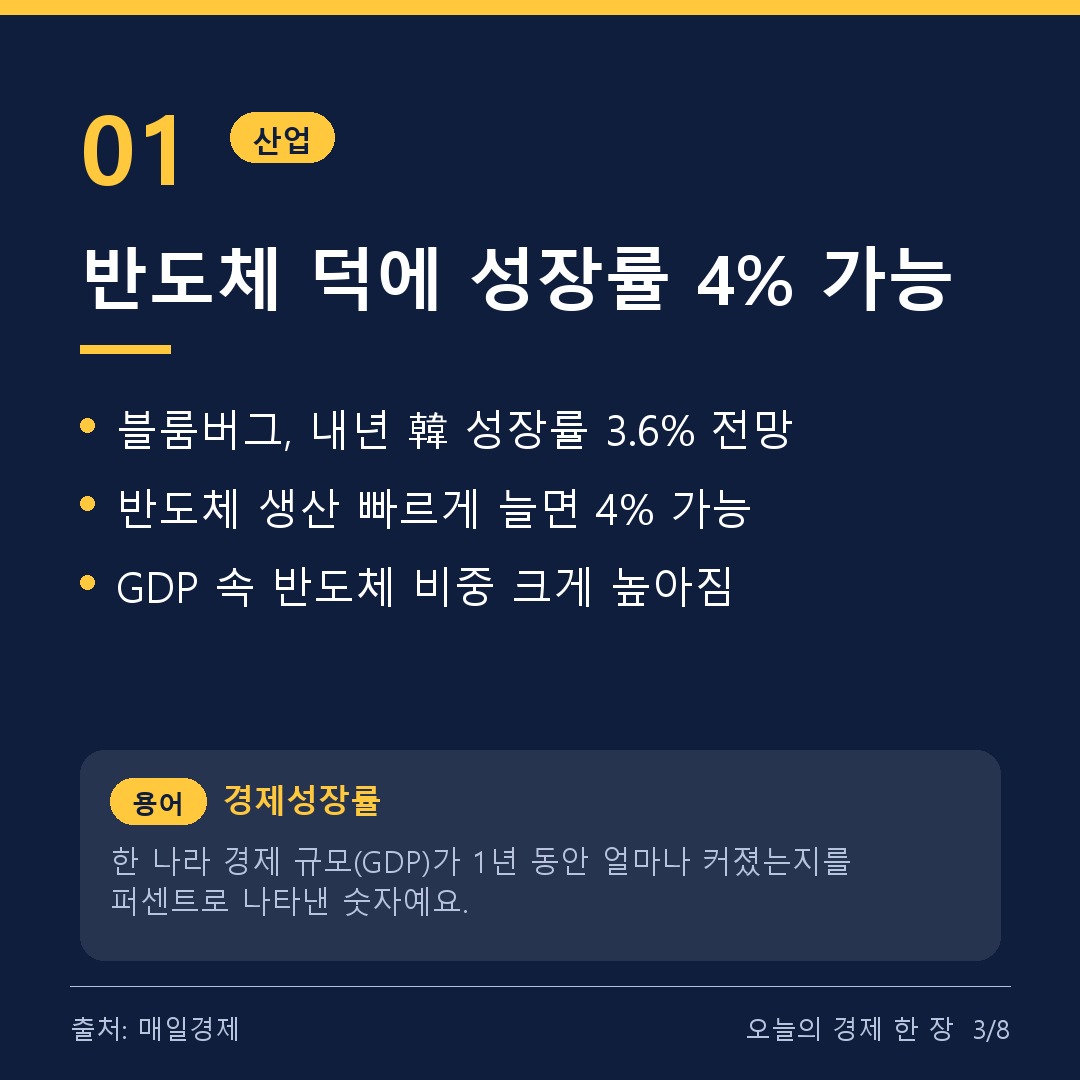 01 산업
반도체 덕에 성장률 4% 가능
• 블룸버그, 내년 韓 성장률 3.6% 전망
• 반도체 생산 빠르게 늘면 4% 가능
• GDP 속 반도체 비중 크게 높아짐
용어 경제성장률
한 나라 경제 규모(GDP)가 1년 동안 얼마나 커졌는지를
퍼센트로 나타낸 숫자예요.
출처: 매일경제 오늘의 경제 한 장 3/8